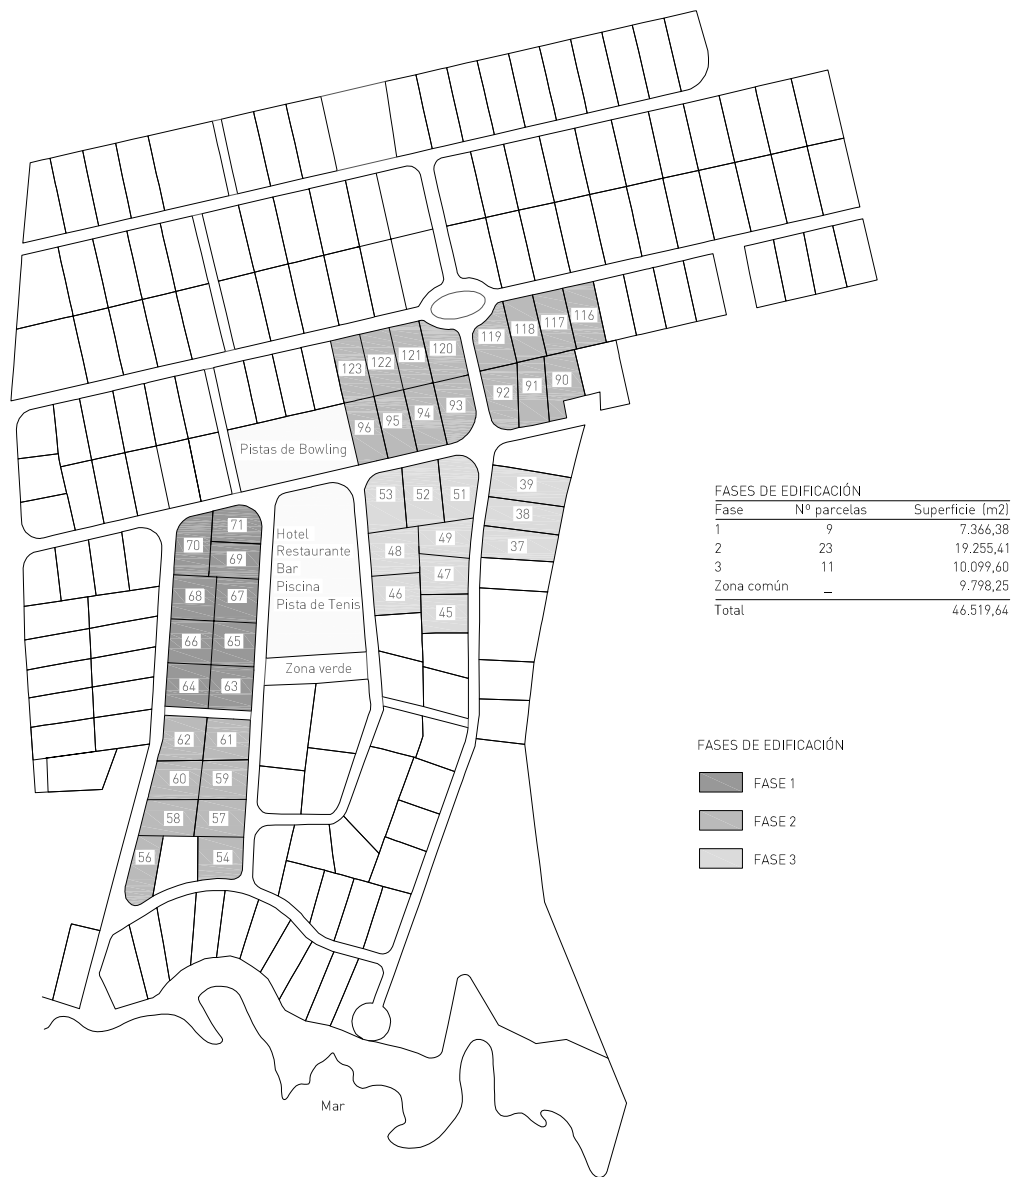 119
118
117
116
123
122
121
120
92
91
90
96
95
94
93
Pistas de Bowling
53
52
51
39
38
37
49
48
47
46
45
71
70
69
68
67
66
65
64
63
Hotel
Restaurante
Bar
Piscina
Pista de Tenis
Zona verde
62
61
60
59
58
57
56
54
Mar
FASES DE EDIFICACIÓN
Fase Nº parcelas Superficie (m2)
1 9 7.366,38
2 23 19.255,41
3 11 10.099,60
Zona común _ 9.798,25
Total 46.519,64
FASES DE EDIFICACIÓN
FASE 1
FASE 2
FASE 3